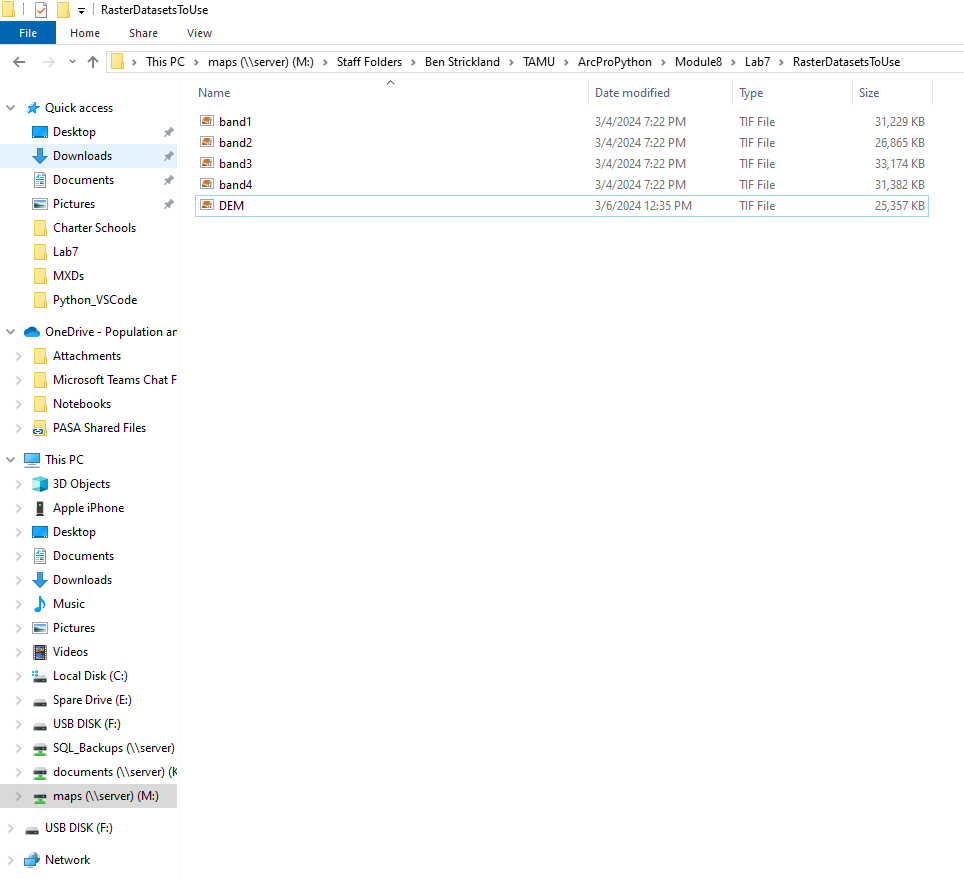 RasterDatasetsToUse
File Home Share View
This PC maps (\\server) (M:) Staff Folders Ben Strickland TAMU ArcProPython Module8 Lab7 RasterDatasetsToUse
Name Date modified Type Size
band1 3/4/2024 7:22 PM TIF File 31,229 KB
band2 3/4/2024 7:22 PM TIF File 26,865 KB
band3 3/4/2024 7:22 PM TIF File 33,174 KB
band4 3/4/2024 7:22 PM TIF File 31,382 KB
DEM 3/6/2024 12:35 PM TIF File 25,357 KB
Quick access
Desktop
Downloads
Documents
Pictures
Charter Schools
Lab7
MXDs
Python_VSCode
OneDrive - Population an
Attachments
Microsoft Teams Chat F
Notebooks
PASA Shared Files
This PC
3D Objects
Apple iPhone
Desktop
Documents
Downloads
Music
Pictures
Videos
Local Disk (C:)
Spare Drive (E:)
USB DISK (F:)
SQL_Backups (\\server)
documents (\\server) (K
maps (\\server) (M:)
USB DISK (F:)
Network